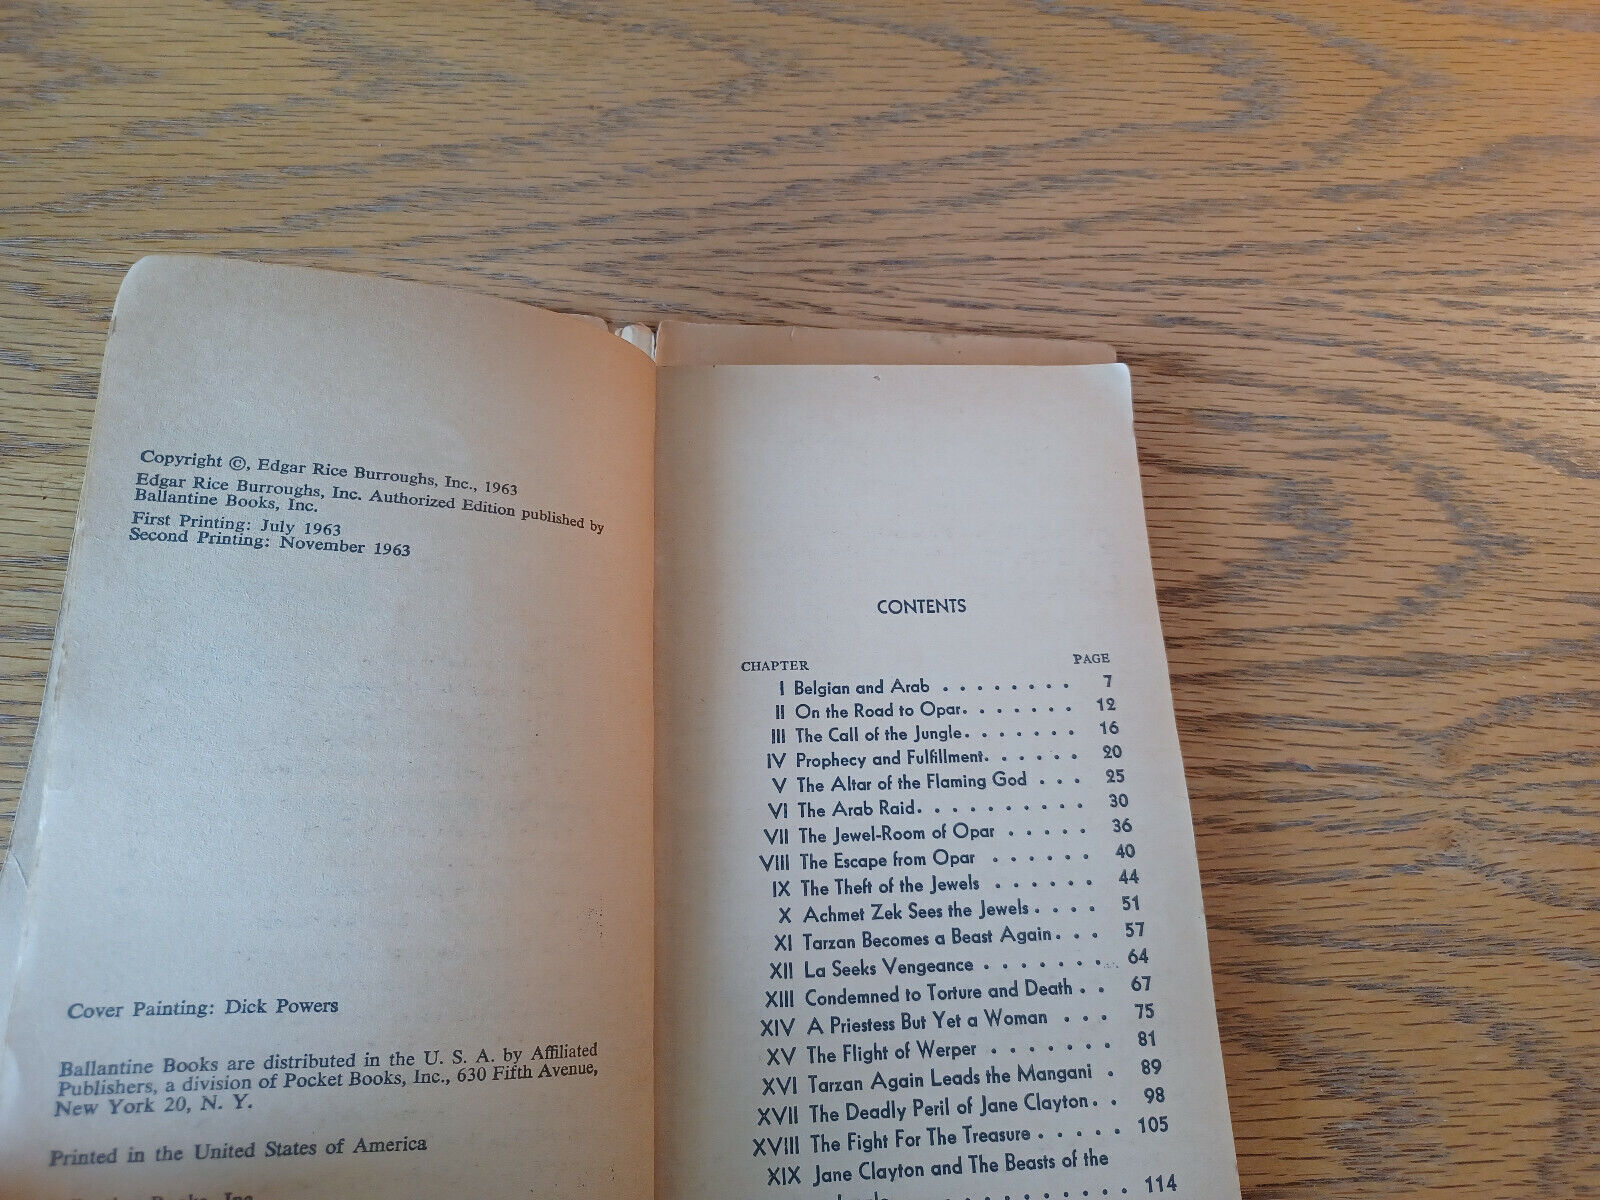 Copyright ©, Edgar Rice Burroughs, Inc., 1963
Edgar Rice Burroughs, Inc. Authorized Edition published by
Ballantine Books, Inc.
First Printing: July 1963
Second Printing: November 1963
Cover Painting: Dick Powers
Ballantine Books are distributed in the U. S. A. by Affiliated
Publishers, a division of Pocket Books, Inc., 630 Fifth Avenue,
New York 20, N. Y.
Printed in the United States of America
Books, Inc.
CONTENTS
CHAPTER PAGE
I Belgian and Arab . . . . . . . . 7
II On the Road to Opar. . . . . . . 12
III The Call of the Jungle. . . . . . . 16
IV Prophecy and Fulfillment. . . . . . 20
V The Altar of the Flaming God . . . 25
VI The Arab Raid. . . . . . . . . . 30
VII The Jewel-Room of Opar . . . . . 36
VIII The Escape from Opar . . . . . . 40
IX The Theft of the Jewels . . . . . . 44
X Achmet Zek Sees the Jewels . . . . 51
XI Tarzan Becomes a Beast Again. . . 57
XII La Seeks Vengeance . . . . . . . 64
XIII Condemned to Torture and Death . . 67
XIV A Priestess But Yet a Woman . . . 75
XV The Flight of Werper . . . . . . . 81
XVI Tarzan Again Leads the Mangani . 89
XVII The Deadly Peril of Jane Clayton. . 98
XVIII The Fight For The Treasure . . . . . 105
XIX Jane Clayton and The Beasts of the
. . . . . . . . . . 114